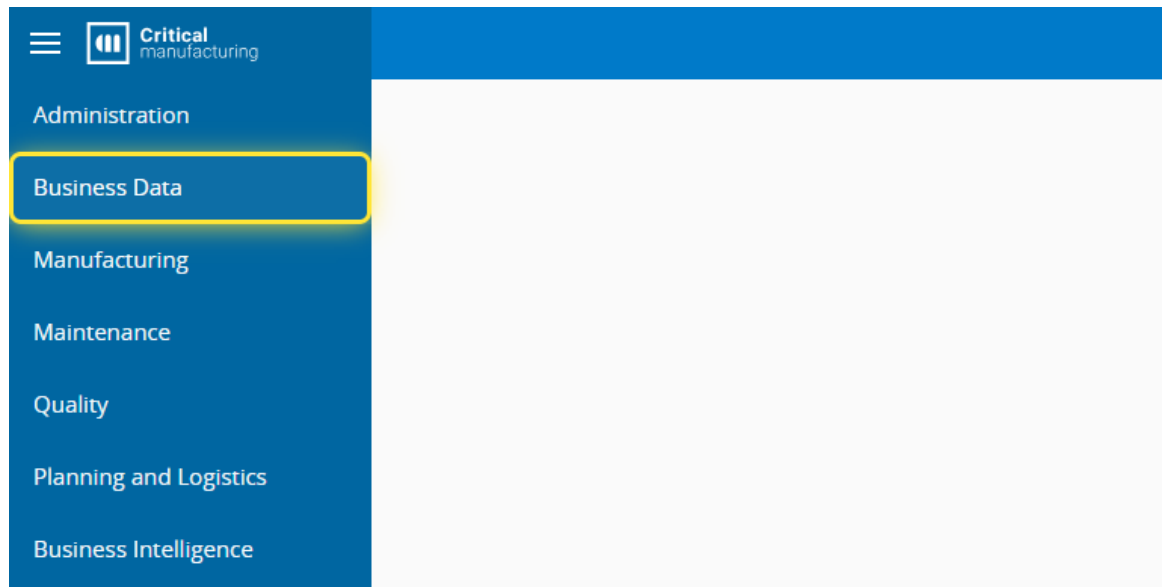 Critical
manufacturing
Administration
Business Data
Manufacturing
Maintenance
Quality
Planning and Logistics
Business Intelligence